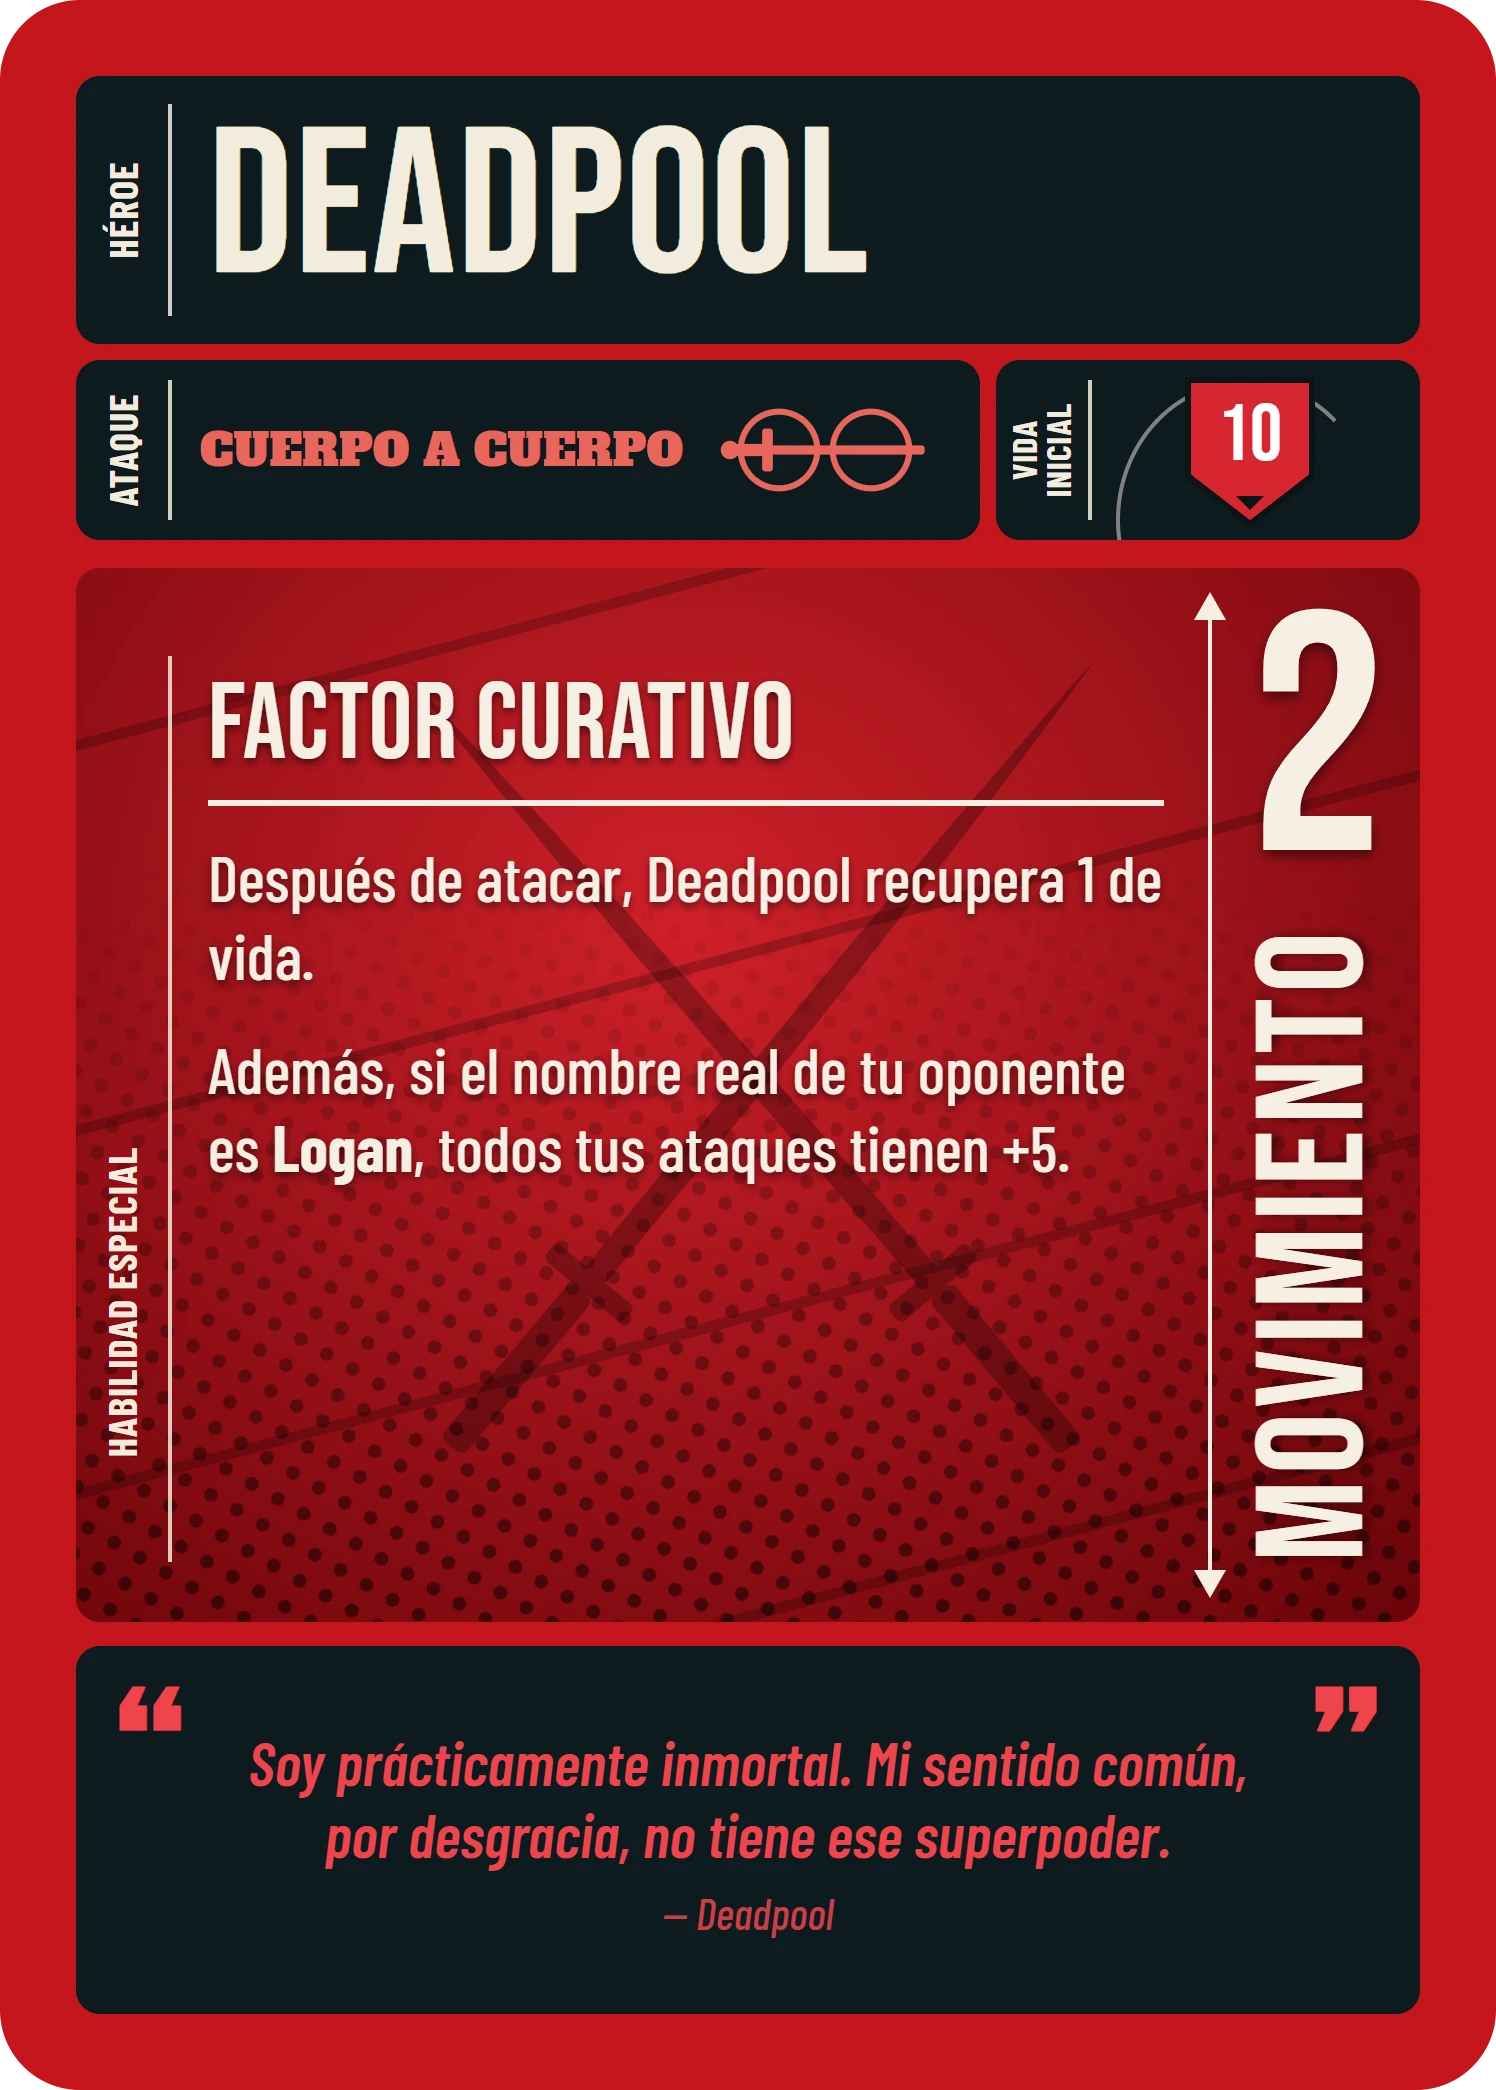 HÉROE
DEADPOOL
ATAQUE
CUERPO A CUERPO
VIDA
INICIAL
10
HABILIDAD ESPECIAL
FACTOR CURATIVO
Después de atacar, Deadpool recupera 1 de
vida.
Además, si el nombre real de tu oponente
es Logan, todos tus ataques tienen +5.
2
MOVIMIENTO
“
”
Soy prácticamente inmortal. Mi sentido común,
por desgracia, no tiene ese superpoder.
– Deadpool